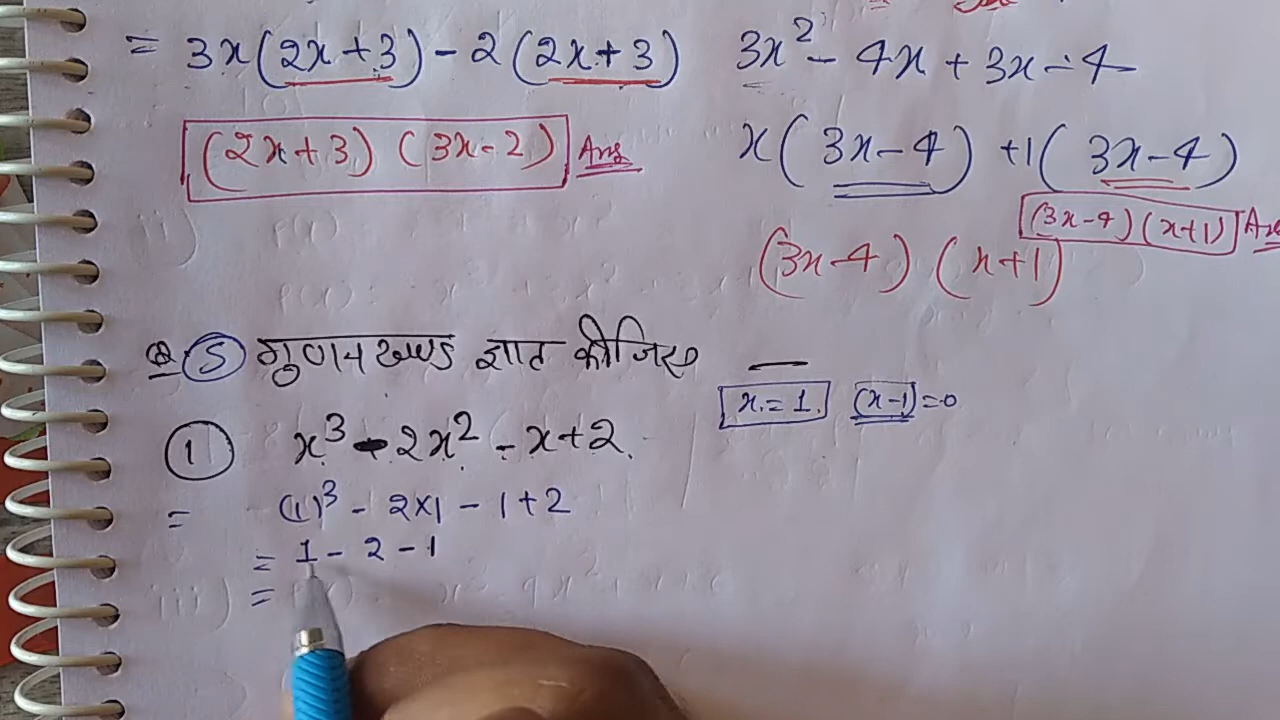 = 3x(2x+3) - 2(2x+3)
(2x+3) (3x-2) Ans
3x² - 4x + 3x - 4
x(3x-4) +1(3x-4)
(3x-4) (x+1) Ans
(3x-4) (x+1)
Q. 5 गुणनखण्ड ज्ञात कीजिए —
x = 1. (x-1)=0
1 x³ - 2x² - x+2
= (1)³ - 2×1 - 1+2
= 1 - 2 - 1
=